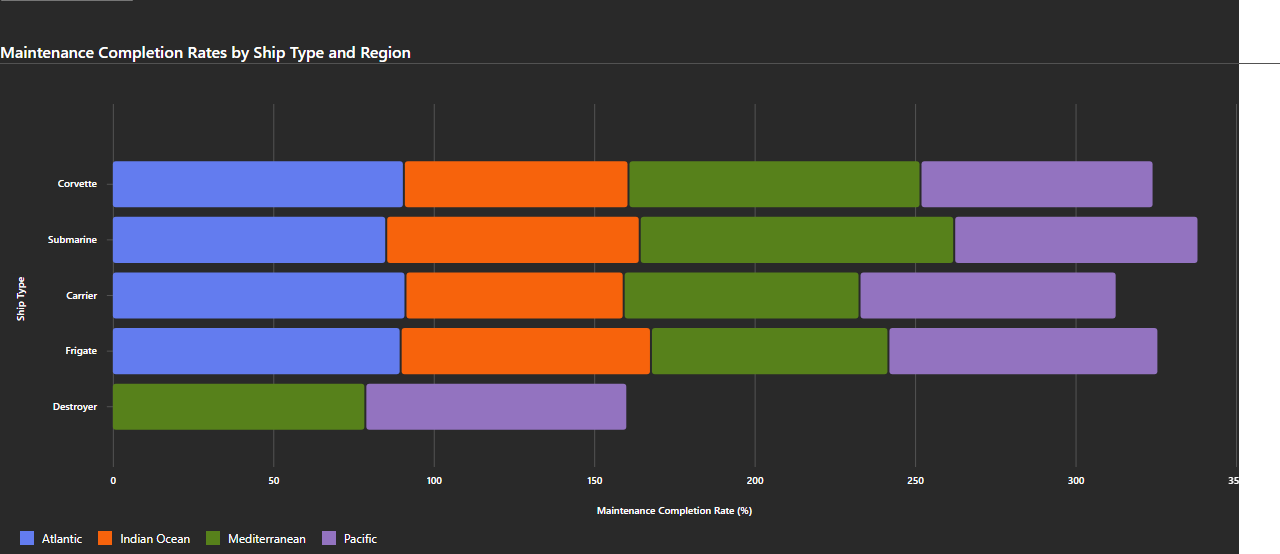 Maintenance Completion Rates by Ship Type and Region
Ship Type
Corvette
Submarine
Carrier
Frigate
Destroyer
0 50 100 150 200 250 300 35
Maintenance Completion Rate (%)
Atlantic Indian Ocean Mediterranean Pacific